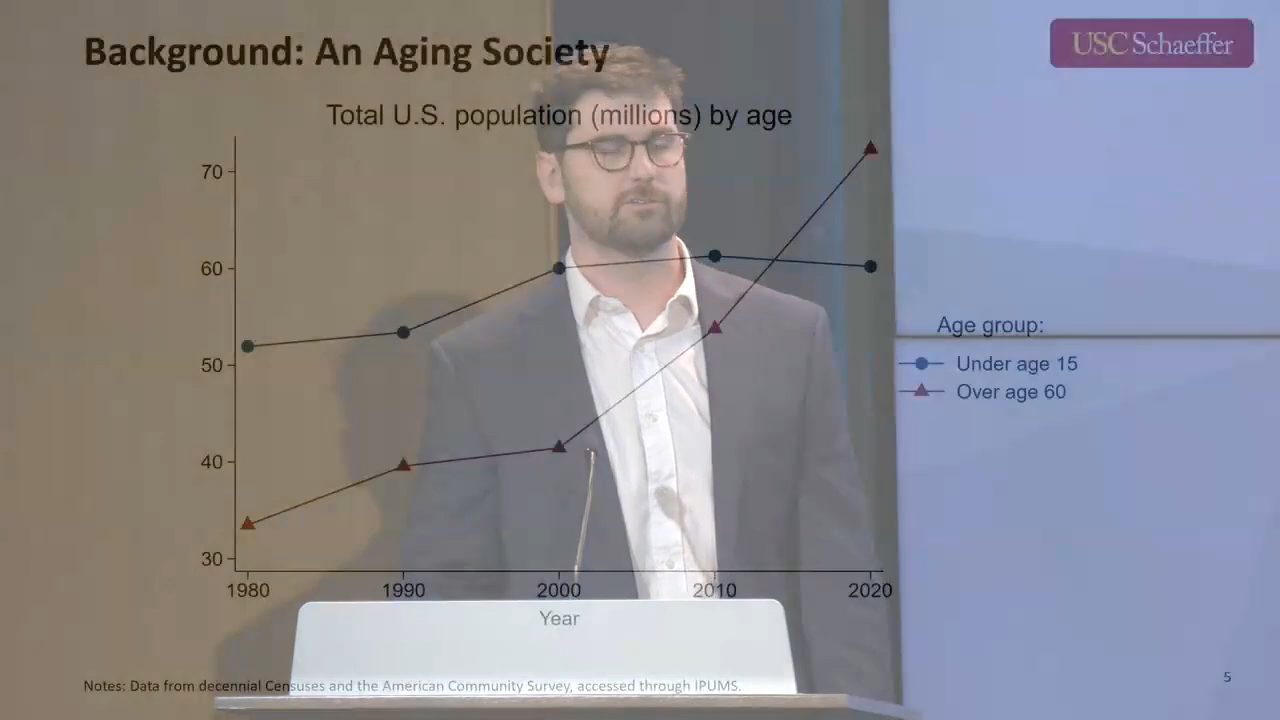 Background: An Aging Society
USC Schaeffer
Total U.S. population (millions) by age
70
60
50
40
30
1980 1990 2000 2010 2020
Year
Age group:
Under age 15
Over age 60
Notes: Data from decennial Censuses and the American Community Survey, accessed through IPUMS.
5